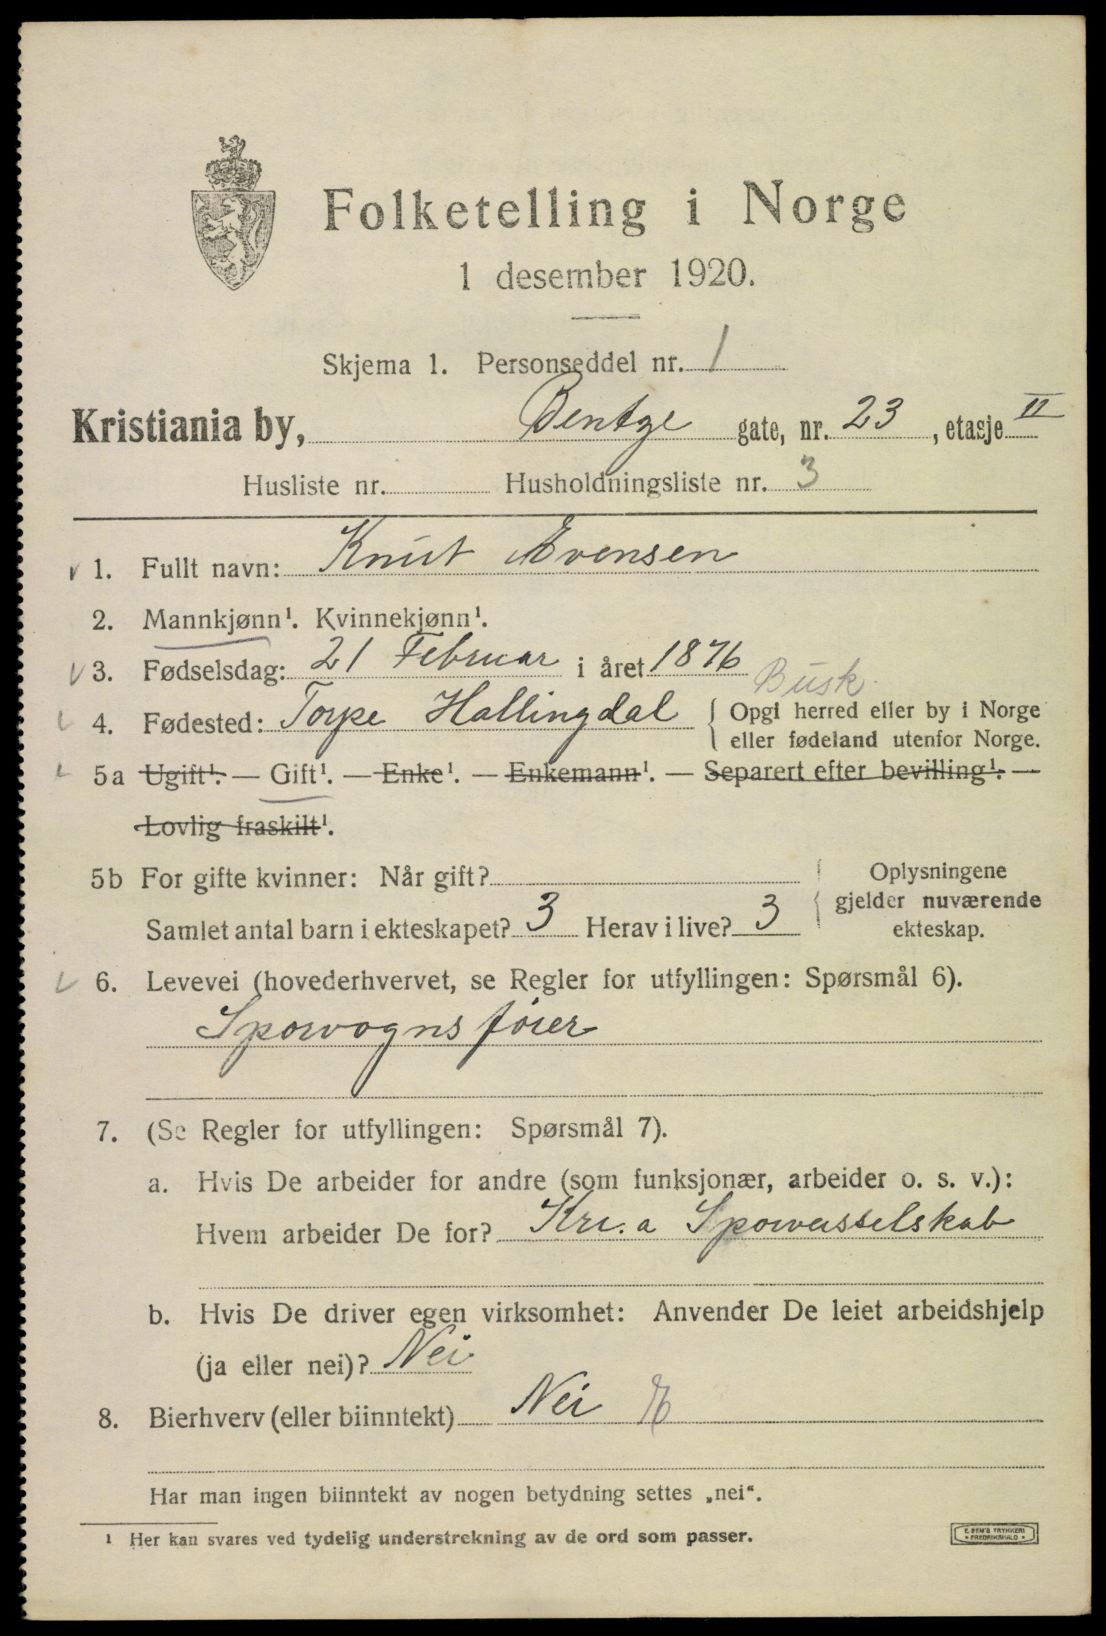 Folketelling i Norge
1 desember 1920.
Skjema 1. Personseddel nr. 1
Kristiania by, Bentze gate, nr. 23, etasje II
Husliste nr. Husholdningsliste nr. 3
1. Fullt navn: Knut Evensen
2. Mannkjønn¹. Kvinnekjønn¹.
3. Fødselsdag: 21 Februar i året 1876
Busk.
4. Fødested: Torpe Hallingdal { Opgi herred eller by i Norge
eller fødeland utenfor Norge.
5a Ugift¹. — Gift¹. — Enke¹. — Enkemann¹. — Separert efter bevilling¹. —
Lovlig fraskilt¹.
5b For gifte kvinner: Når gift?
Samlet antal barn i ekteskapet? 3 Herav i live? 3
Oplysningene
gjelder nuværende
ekteskap.
6. Levevei (hovederhvervet, se Regler for utfyllingen: Spørsmål 6).
Sporvognsfører
7. (Se Regler for utfyllingen: Spørsmål 7).
a. Hvis De arbeider for andre (som funksjonær, arbeider o. s. v.):
Hvem arbeider De for? Kr.a Sporveisselskab
b. Hvis De driver egen virksomhet: Anvender De leiet arbeidshjelp
(ja eller nei)? Nei
8. Bierhverv (eller biinntekt) Nei
Har man ingen biinntekt av nogen betydning settes „nei“.
¹ Her kan svares ved tydelig understrekning av de ord som passer.
E. SEM'S TRYKKERI
FREDRIKSHALD